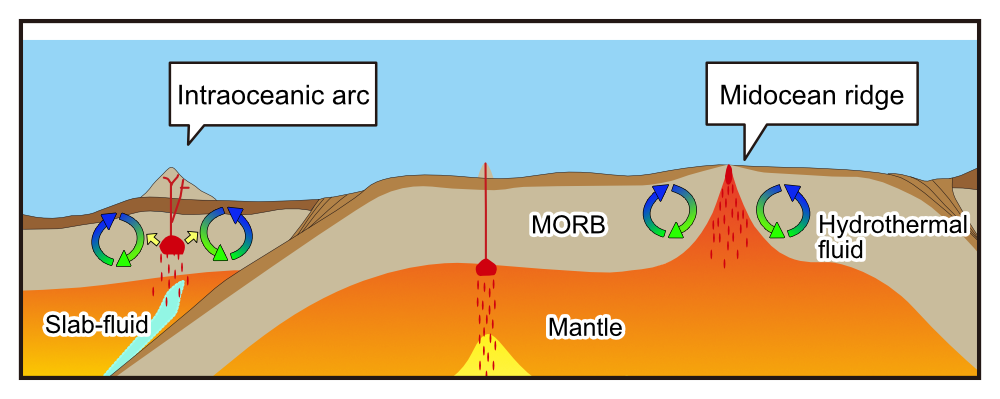 Intraoceanic arc
Midocean ridge
MORB
Hydrothermal
fluid
Slab-fluid
Mantle